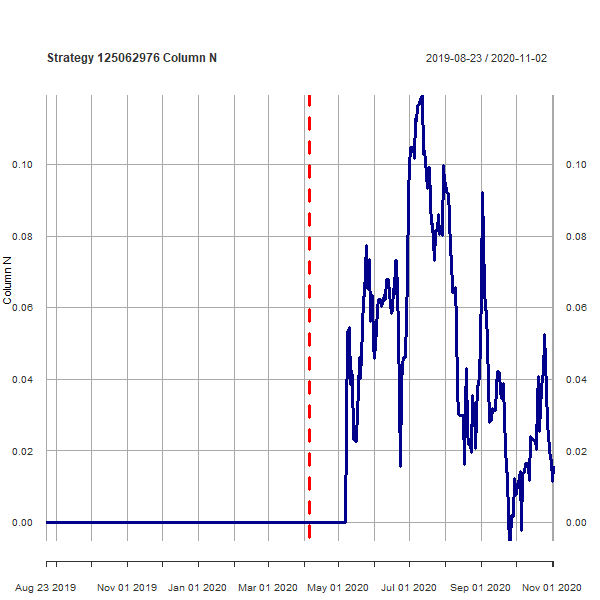 Strategy 125062976 Column N
2019-08-23 / 2020-11-02
0.10
0.08
0.06
0.04
0.02
0.00
Column N
0.10
0.08
0.06
0.04
0.02
0.00
Aug 23 2019
Nov 01 2019
Jan 01 2020
Mar 01 2020
May 01 2020
Jul 01 2020
Sep 01 2020
Nov 01 2020